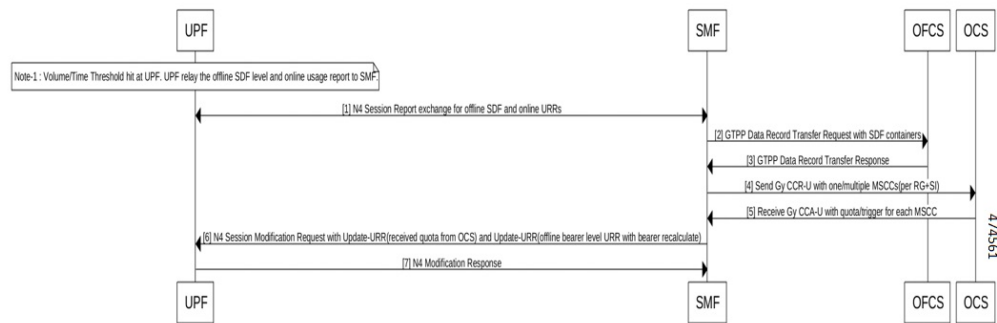 UPF
SMF
OFCS
OCS
Note-1 : Volume/Time Threshold hit at UPF. UPF relay the offline SDF level and online usage report to SMF.
[1] N4 Session Report exchange for offline SDF and online URRs
[2] GTPP Data Record Transfer Request with SDF containers
[3] GTPP Data Record Transfer Response
[4] Send Gy CCR-U with one/multiple MSCCs(per RG+SI)
[5] Receive Gy CCA-U with quota/trigger for each MSCC
[6] N4 Session Modification Request with Update-URR(received quota from OCS) and Update-URR(offline bearer level URR with bearer recalculate)
[7] N4 Modification Response
UPF
SMF
OFCS
OCS
474561